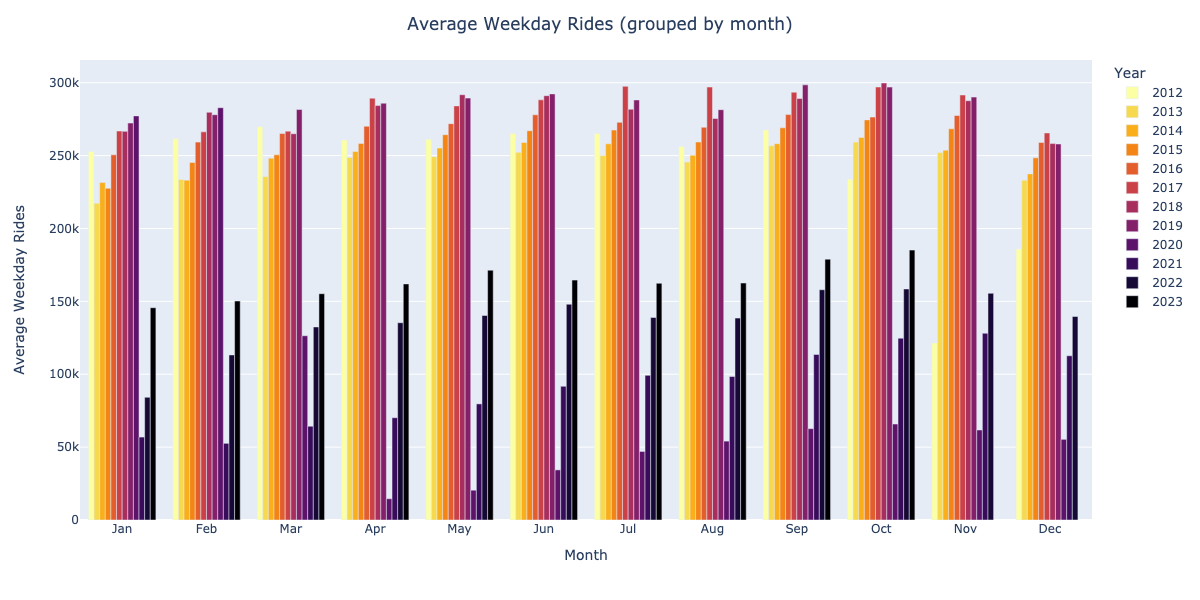 Average Weekday Rides (grouped by month)
Average Weekday Rides
300k
250k
200k
150k
100k
50k
0
Jan Feb Mar Apr May Jun Jul Aug Sep Oct Nov Dec
Month
Year
2012
2013
2014
2015
2016
2017
2018
2019
2020
2021
2022
2023